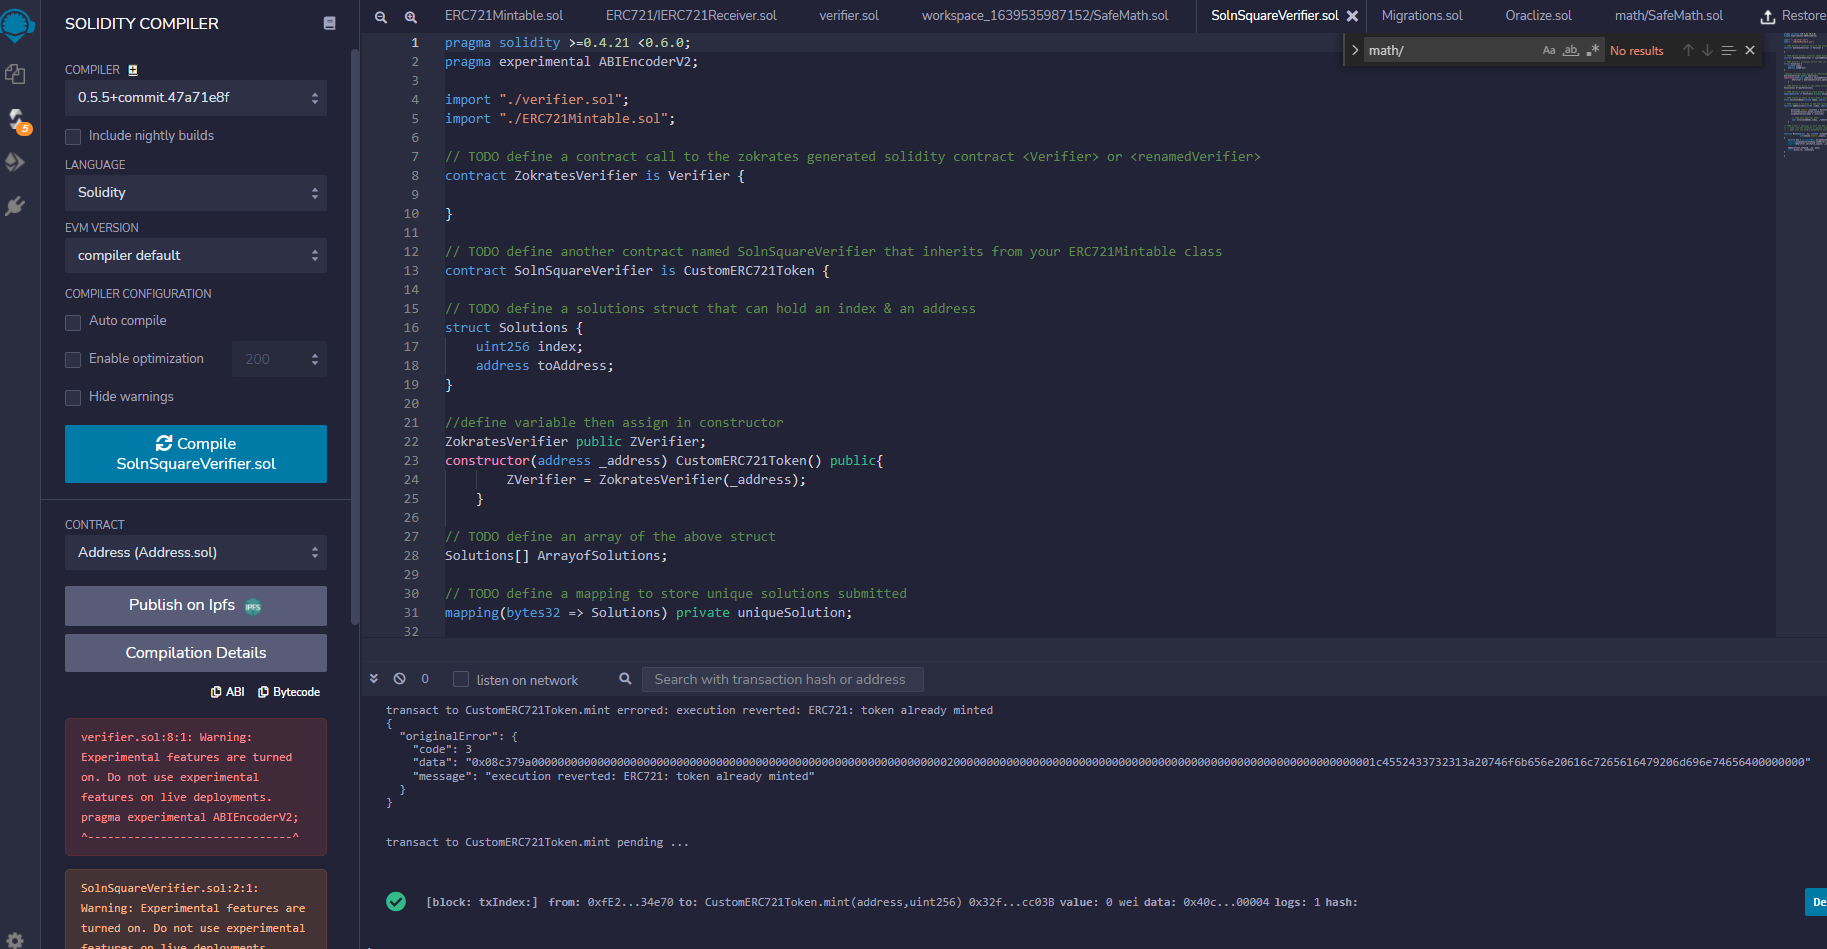 SOLIDITY COMPILER
COMPILER
0.5.5+commit.47a71e8f
Include nightly builds
LANGUAGE
Solidity
EVM VERSION
compiler default
COMPILER CONFIGURATION
Auto compile
Enable optimization
200
Hide warnings
Compile
SolnSquareVerifier.sol
CONTRACT
Address (Address.sol)
Publish on Ipfs
IPFS
Compilation Details
ABI
Bytecode
verifier.sol:8:1: Warning:
Experimental features are turned
on. Do not use experimental
features on live deployments.
pragma experimental ABIEncoderV2;
^-------------------------------^
SolnSquareVerifier.sol:2:1:
Warning: Experimental features are
turned on. Do not use experimental
features on live deployments.
5
ERC721Mintable.sol
ERC721/IERC721Receiver.sol
verifier.sol
workspace_1639535987152/SafeMath.sol
SolnSquareVerifier.sol
Migrations.sol
Oraclize.sol
math/SafeMath.sol
Restore
math/
Aa
ab
.*
No results
1 pragma solidity >=0.4.21 <0.6.0;
2 pragma experimental ABIEncoderV2;
3
4 import "./verifier.sol";
5 import "./ERC721Mintable.sol";
6
7 // TODO define a contract call to the zokrates generated solidity contract <Verifier> or <renamedVerifier>
8 contract ZokratesVerifier is Verifier {
9
10 }
11
12 // TODO define another contract named SolnSquareVerifier that inherits from your ERC721Mintable class
13 contract SolnSquareVerifier is CustomERC721Token {
14
15 // TODO define a solutions struct that can hold an index & an address
16 struct Solutions {
17 uint256 index;
18 address toAddress;
19 }
20
21 //define variable then assign in constructor
22 ZokratesVerifier public ZVerifier;
23 constructor(address _address) CustomERC721Token() public{
24 ZVerifier = ZokratesVerifier(_address);
25 }
26
27 // TODO define an array of the above struct
28 Solutions[] ArrayofSolutions;
29
30 // TODO define a mapping to store unique solutions submitted
31 mapping(bytes32 => Solutions) private uniqueSolution;
32
0
listen on network
Search with transaction hash or address
transact to CustomERC721Token.mint errored: execution reverted: ERC721: token already minted
{
"originalError": {
"code": 3
"message": "execution reverted: ERC721: token already minted"
}
}
transact to CustomERC721Token.mint pending ...
[block: txIndex:] from: 0xfE2...34e70 to: CustomERC721Token.mint(address,uint256) 0x32f...cc03B value: 0 wei data: 0x40c...00004 logs: 1 hash:
De